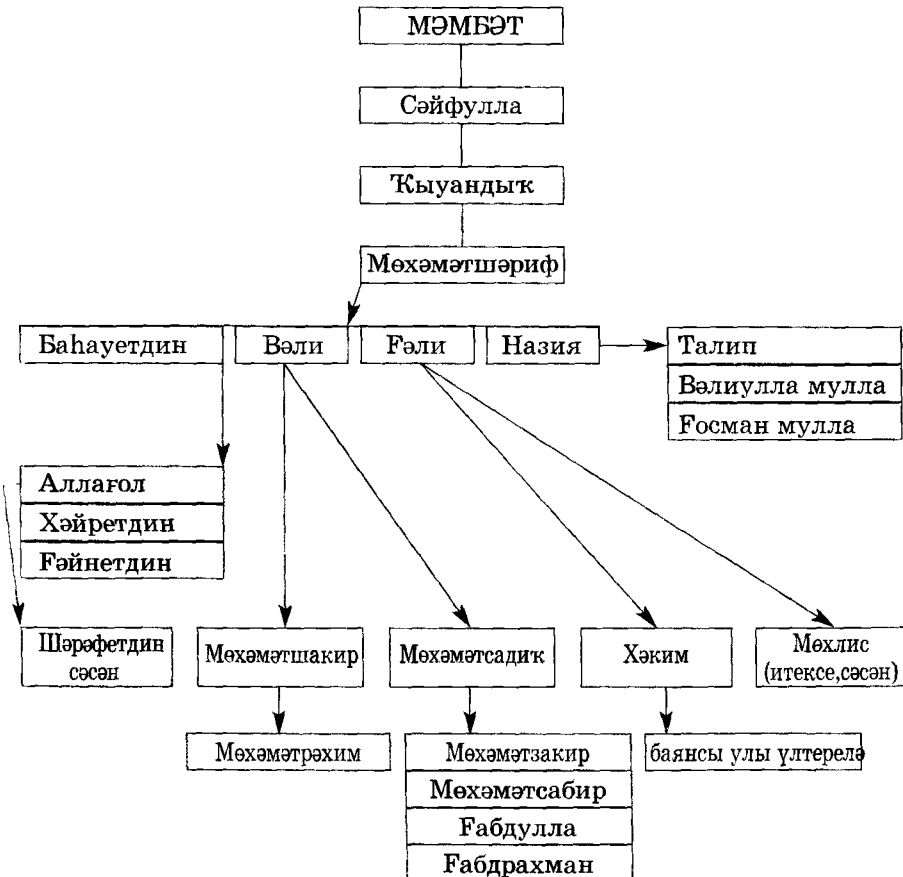 МӘМБӘТ
Сәйфулла
Ҡыуандыҡ
Мөхәмәтшәриф
Баһауетдин
Вәли
Ғәли
Назия
Талип
Вәлиулла мулла
Ғосман мулла
Аллағол
Хәйретдин
Ғәйнетдин
Шәрәфетдин
сәсән
Мөхәмәтшакир
Мөхәмәтсадиҡ
Хәким
Мөхлис
(итексе,сәсән)
Мөхәмәтрәхим
Мөхәмәтзакир
Мөхәмәтсабир
Ғабдулла
Ғабдрахман
баянсы улы үлтерелә